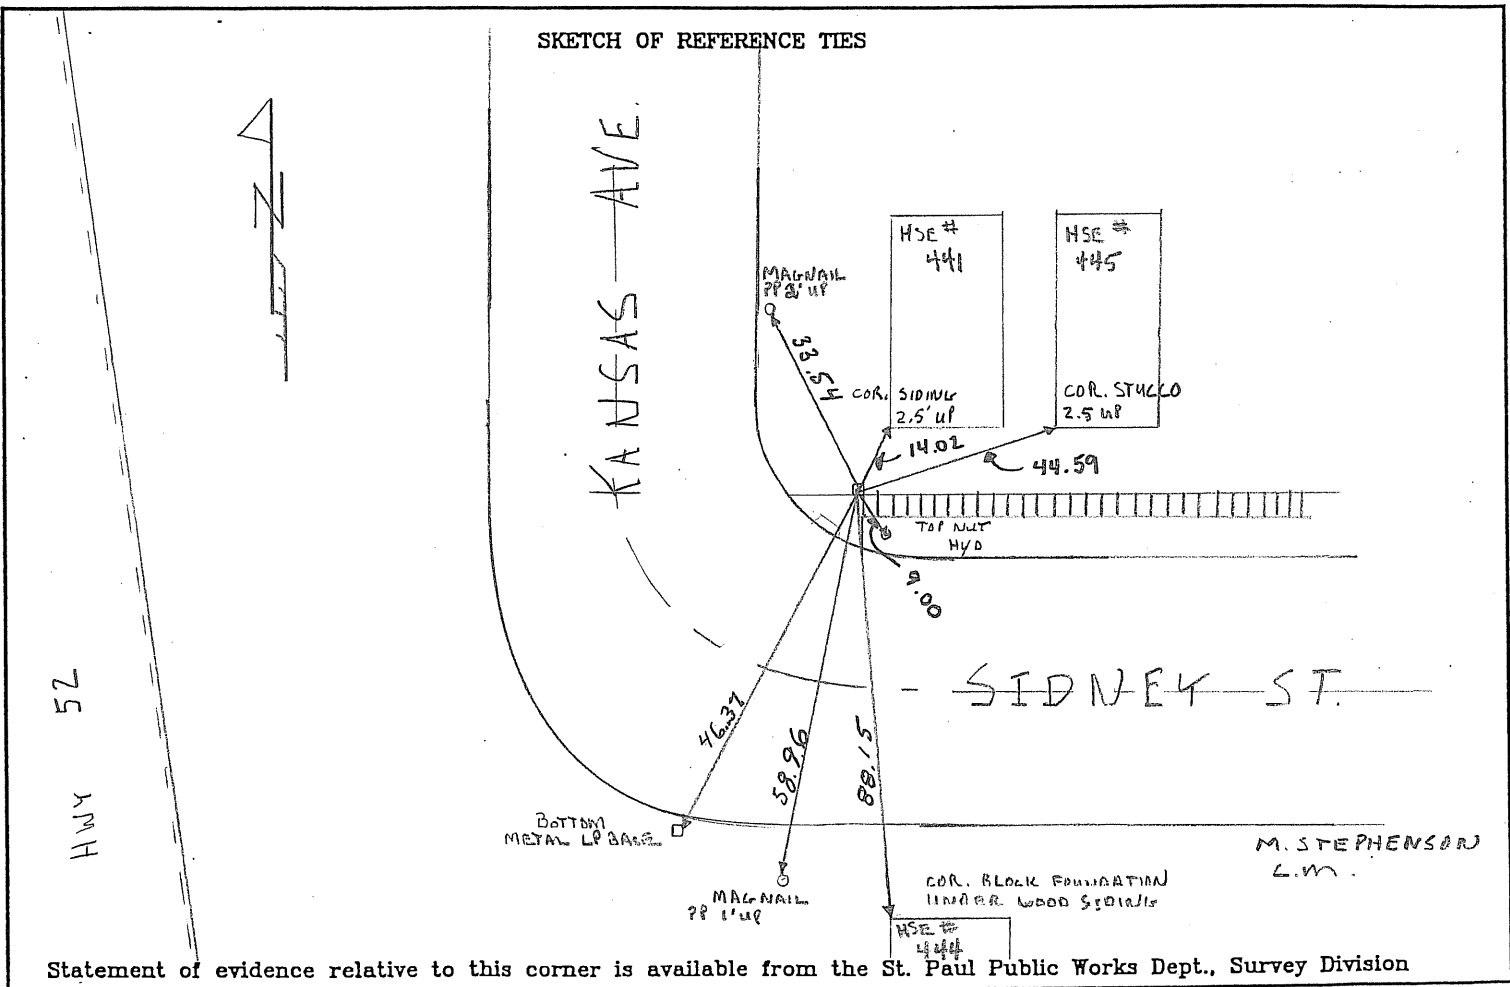 SKETCH OF REFERENCE TIES
N
KANSAS AVE.
HSE #
441
HSE #
445
MAGNAIL
PP 2' UP
33.54
COR. SIDING
2.5' UP
COR. STUCCO
2.5 UP
14.02
44.59
TOP NUT
HYD
9.00
SIDNEY ST.
HWY 52
46.37
58.96
88.15
BOTTOM
METAL LP BASE
MAGNAIL
PP 1' UP
COR. BLOCK FOUNDATION
UNDER WOOD SIDING
HSE #
444
M. STEPHENSON
L.M.
Statement of evidence relative to this corner is available from the St. Paul Public Works Dept., Survey Division